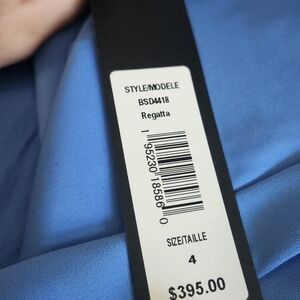 STYLE/MODELE
BSD4418
Regatta
1 95230 18586 0
SIZE/TAILLE
4
$395.00